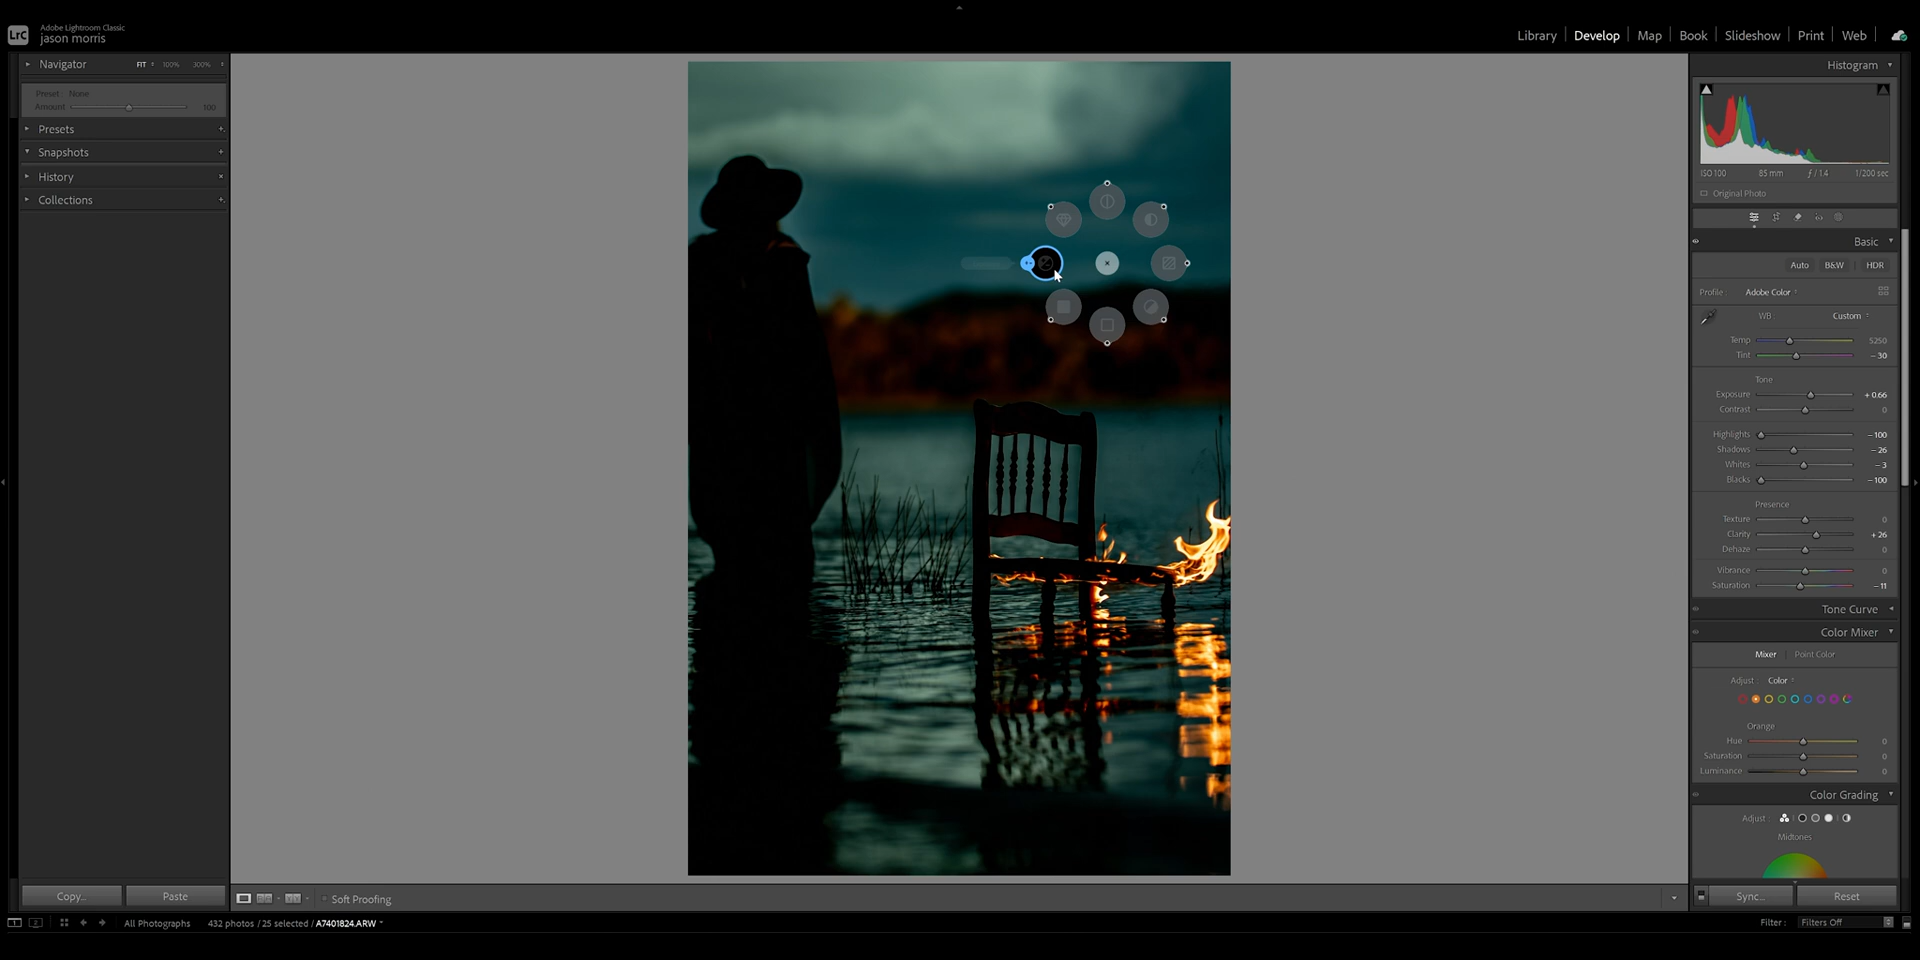 Adobe Lightroom Classic
LrC
jason morris
Library | Develop | Map | Book | Slideshow | Print | Web
Navigator FIT 100% 300%
Preset: None
Amount 100
Presets
Snapshots
History
Collections
Copy... Paste
Soft Proofing
All Photographs 432 photos / 25 selected / A7401824.ARW
Histogram
ISO 100 85 mm ƒ / 1.4 1/200 sec
Original Photo
Basic
Auto B&W HDR
Profile: Adobe Color
WB: Custom
Temp 5250
Tint − 30
Tone
Exposure + 0.66
Contrast 0
Highlights − 100
Shadows − 26
Whites − 3
Blacks − 100
Presence
Texture 0
Clarity + 26
Dehaze 0
Vibrance 0
Saturation − 11
Tone Curve
Color Mixer
Mixer | Point Color
Adjust: Color
Orange
Hue 0
Saturation 0
Luminance 0
Color Grading
Adjust:
Midtones
Sync... Reset
Filter: Filters Off